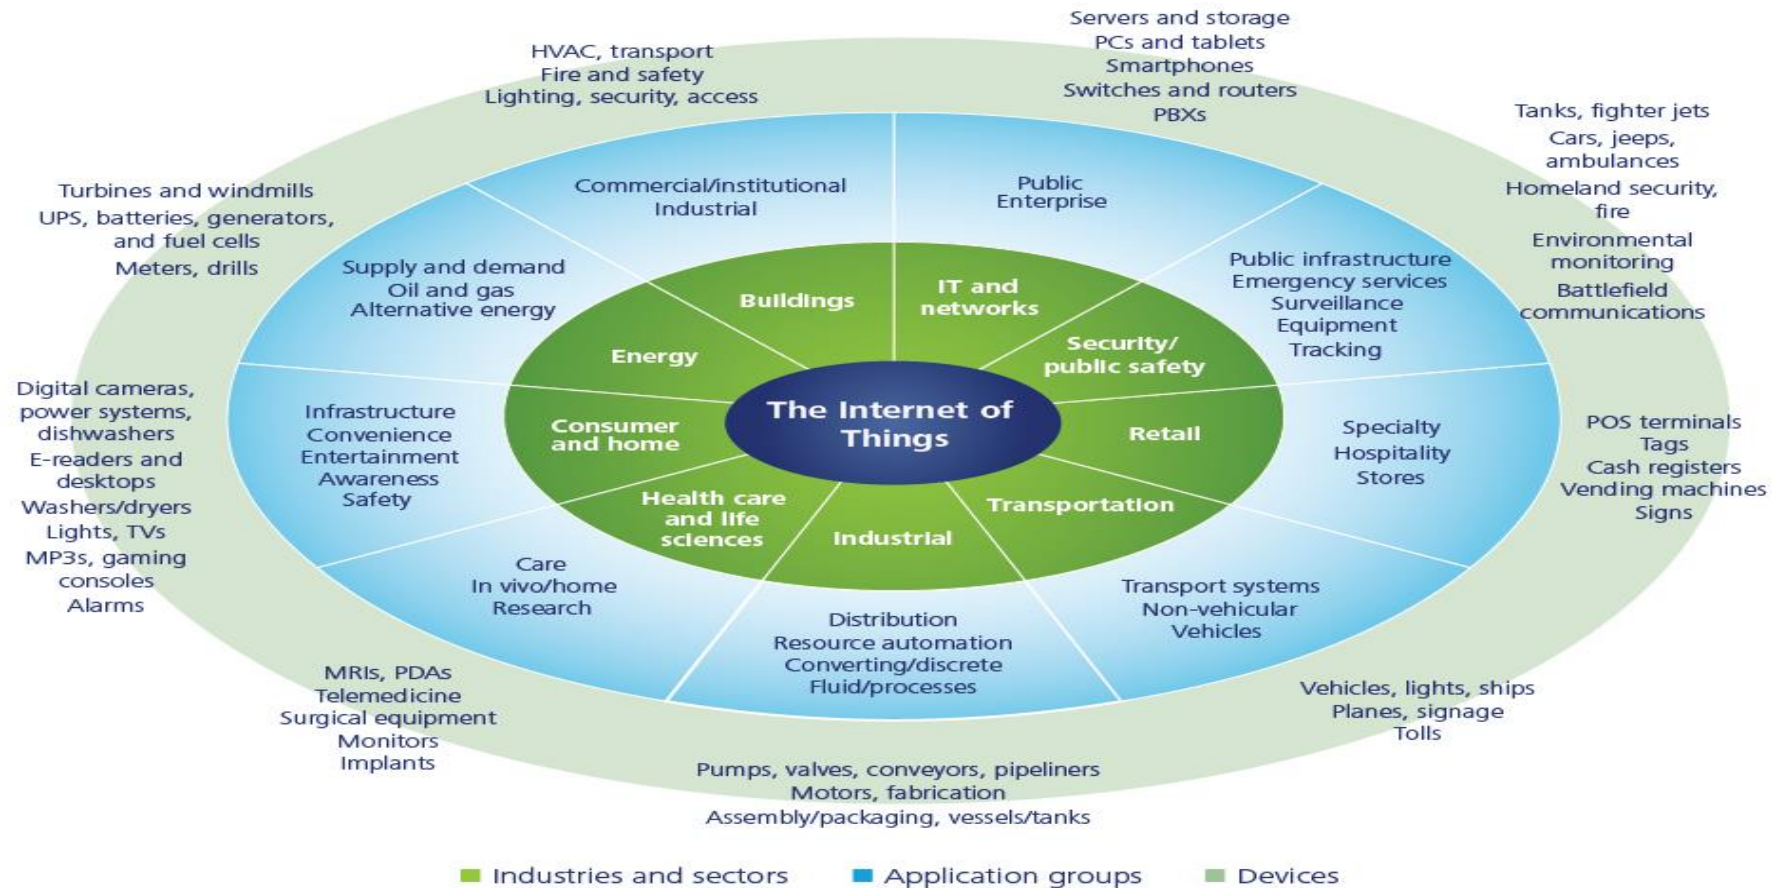 Servers and storage
PCs and tablets
Smartphones
Switches and routers
PBXs
HVAC, transport
Fire and safety
Lighting, security, access
Tanks, fighter jets
Cars, jeeps,
ambulances
Homeland security,
fire
Environmental
monitoring
Battlefield
communications
Turbines and windmills
UPS, batteries, generators,
and fuel cells
Meters, drills
Commercial/institutional
Industrial
Public
Enterprise
Supply and demand
Oil and gas
Alternative energy
Public infrastructure
Emergency services
Surveillance
Equipment
Tracking
Buildings
IT and
networks
Energy
Security/
public safety
Digital cameras,
power systems,
dishwashers
E-readers and
desktops
Washers/dryers
Lights, TVs
MP3s, gaming
consoles
Alarms
Infrastructure
Convenience
Entertainment
Awareness
Safety
Consumer
and home
The Internet of
Things
Retail
Specialty
Hospitality
Stores
POS terminals
Tags
Cash registers
Vending machines
Signs
Health care
and life
sciences
Industrial
Transportation
Care
In vivo/home
Research
Distribution
Resource automation
Converting/discrete
Fluid/processes
Transport systems
Non-vehicular
Vehicles
MRIs, PDAs
Telemedicine
Surgical equipment
Monitors
Implants
Vehicles, lights, ships
Planes, signage
Tolls
Pumps, valves, conveyors, pipeliners
Motors, fabrication
Assembly/packaging, vessels/tanks
Industries and sectors
Application groups
Devices